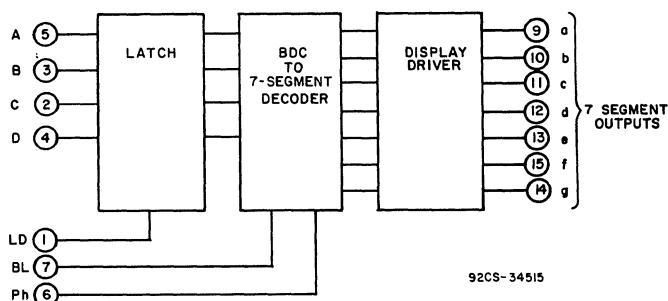 A 5
B 3
C 2
D 4
LD 1
BL 7
Ph 6
LATCH
BDC
TO
7-SEGMENT
DECODER
DISPLAY
DRIVER
9 a
10 b
11 c
12 d
13 e
15 f
14 g
7 SEGMENT
OUTPUTS
92CS-34515